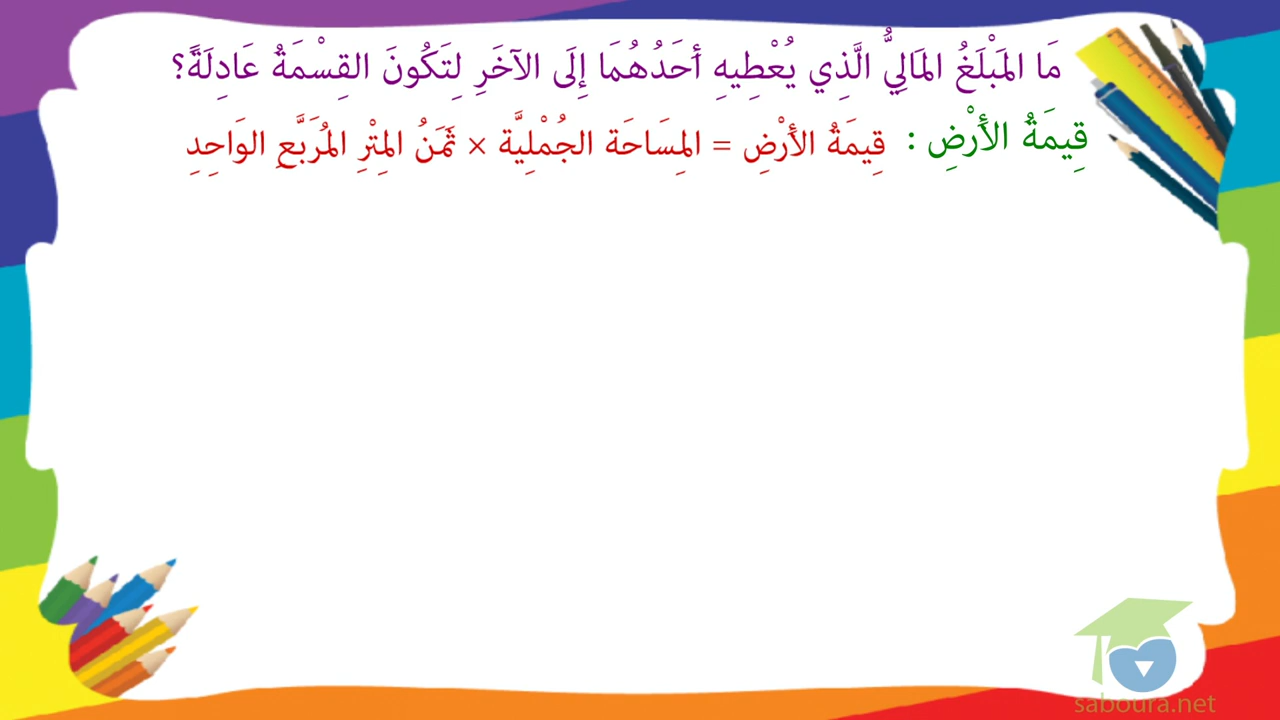 مَا المَبْلَغُ المَالِيُّ الَّذِي يُعْطِيهِ أَحَدُهُمَا إِلَى الآخَرِ لِتَكُونَ القِسْمَةُ عَادِلَةً؟
قِيمَةُ الأَرْضِ : قِيمَةُ الأَرْضِ = المِسَاحَة الجُمْلِيَّة × ثَمَنُ المِتْرِ المُرَبَّعِ الوَاحِدِ
saboura.net